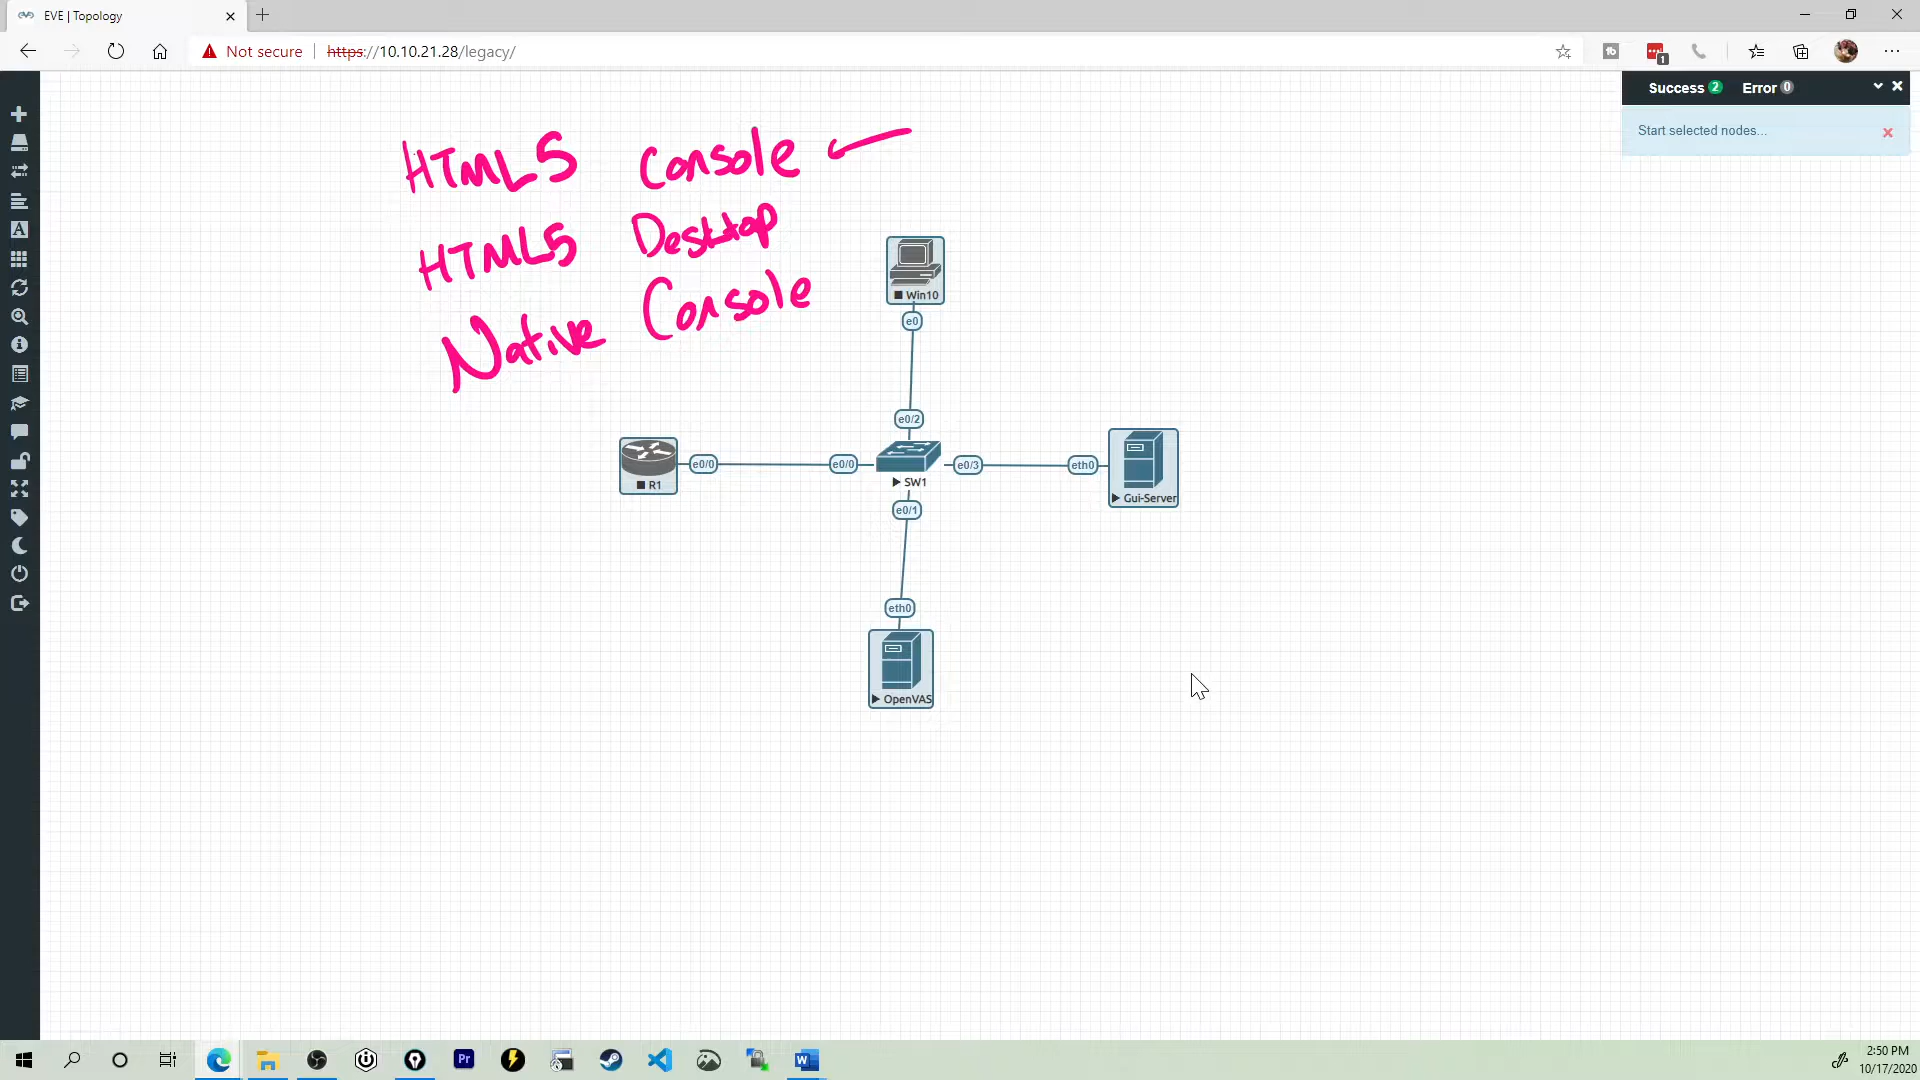 EVE | Topology
Not secure
https://10.10.21.28/legacy/
1
Success 2 Error 0
Start selected nodes...
HTML5 Console
HTML5 Desktop
Native Console
Win10
e0
e0/2
R1
e0/0
e0/0
SW1
e0/3
eth0
Gui-Server
e0/1
eth0
OpenVAS
A
Pr
W
2:50 PM
10/17/2020